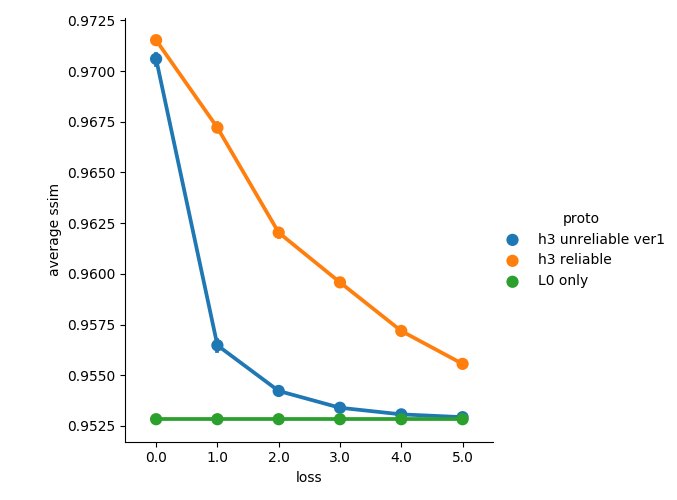 0.9725
0.9700
0.9675
0.9650
0.9625
0.9600
0.9575
0.9550
0.9525
average ssim
0.0 1.0 2.0 3.0 4.0 5.0
loss
proto
h3 unreliable ver1
h3 reliable
L0 only